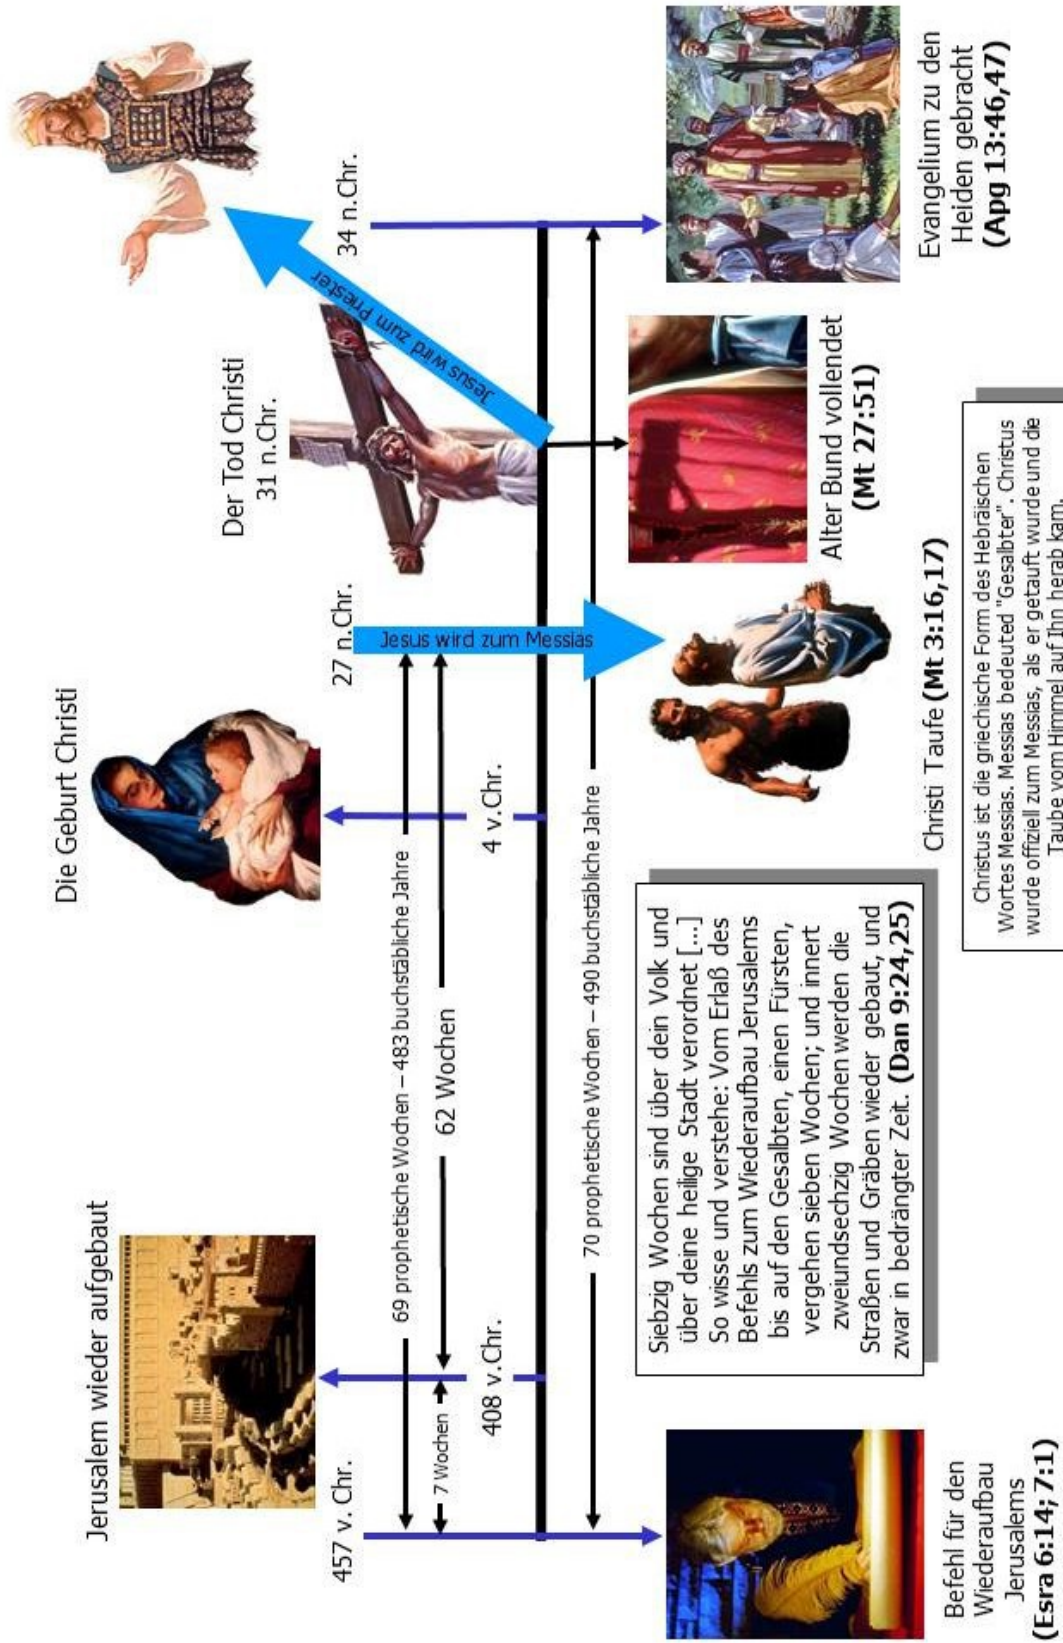 Jerusalem wieder aufgebaut
Die Geburt Christi
Der Tod Christi
31 n.Chr.
457 v. Chr.
27 n.Chr.
34 n.Chr.
69 prophetische Wochen – 483 buchstäbliche Jahre
Jesus wird zum Messias
Jesus wird zum Priester
7 Wochen
62 Wochen
408 v.Chr.
4 v.Chr.
70 prophetische Wochen – 490 buchstäbliche Jahre
Befehl für den
Wiederaufbau
Jerusalems
(Esra 6:14; 7:1)
Siebzig Wochen sind über dein Volk und
über deine heilige Stadt verordnet [...]
So wisse und verstehe: Vom Erlaß des
Befehls zum Wiederaufbau Jerusalems
bis auf den Gesalbten, einen Fürsten,
vergehen sieben Wochen; und innert
zweiundsechzig Wochen werden die
Straßen und Gräben wieder gebaut, und
zwar in bedrängter Zeit. (Dan 9:24,25)
Christi Taufe (Mt 3:16,17)
Alter Bund vollendet
(Mt 27:51)
Evangelium zu den
Heiden gebracht
(Apg 13:46,47)
Christus ist die griechische Form des Hebräischen
Wortes Messias. Messias bedeuted "Gesalbter". Christus
wurde offiziell zum Messias, als er getauft wurde und die
Taube vom Himmel auf Ihn herab kam.